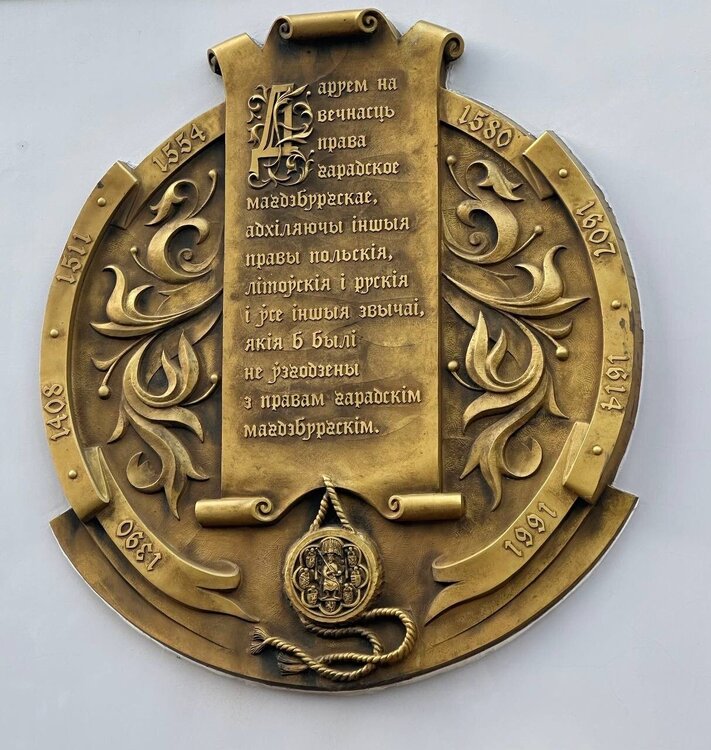 Даруем на
вечнасць
права
гарадское
магдэбургскае,
адхіляючы іншыя
правы польскія,
літоўскія і рускія
і ўсе іншыя звычаі,
якія б былі
не ўзгодзены
з правам гарадскім
магдэбургскім.
1390
1408
1511
1554
1580
1607
1614
1991